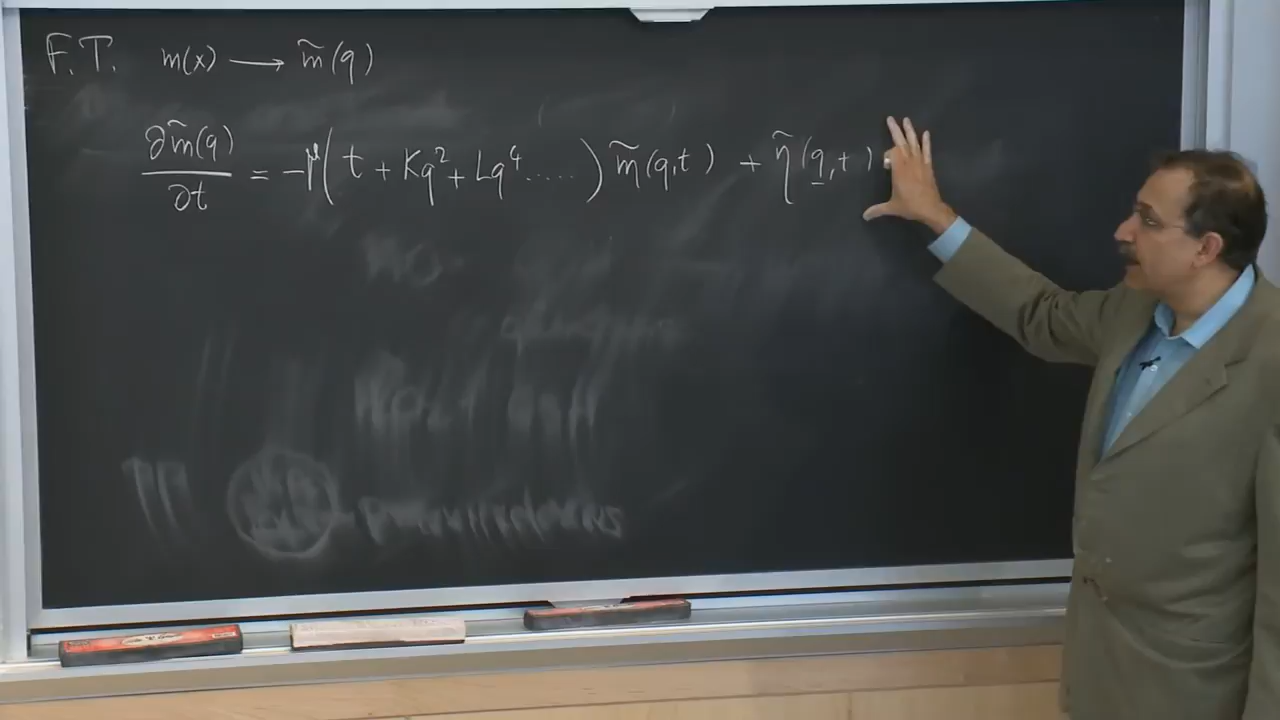 F.T. m(x) ⟶ m̃(q)
∂m̃(q)/∂t = -μ(t + Kq² + Lq⁴.....) m̃(q,t) + η̃(q,t)